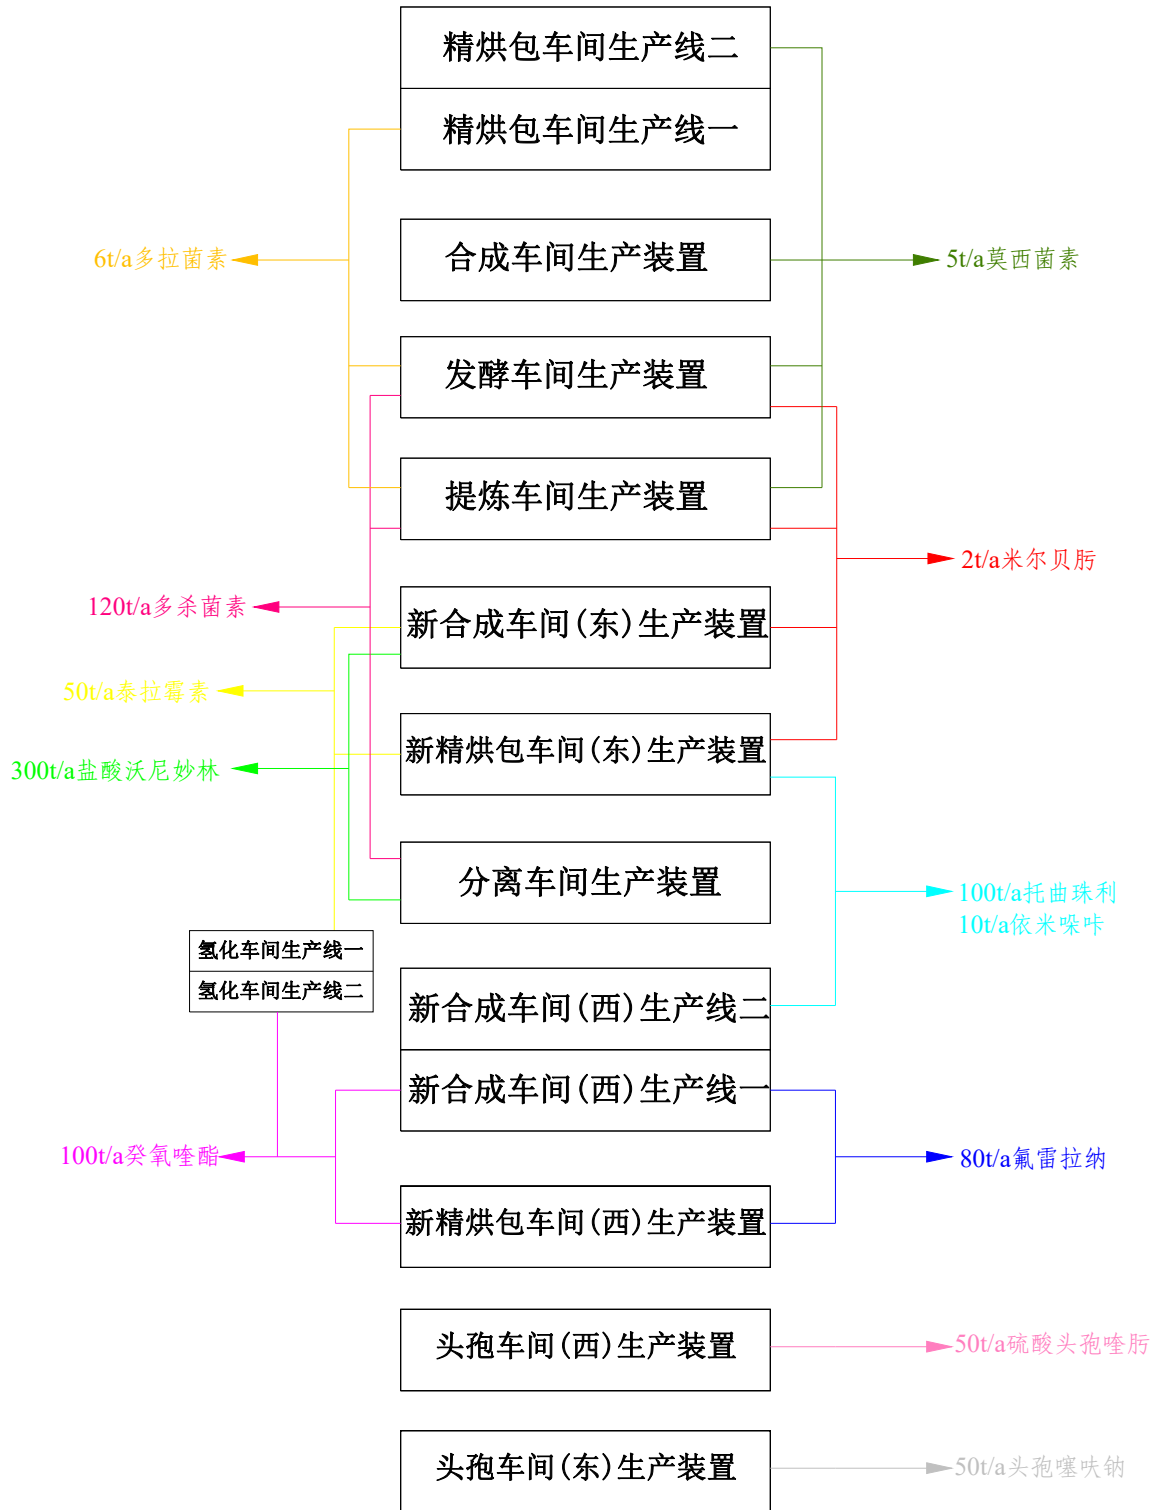 精烘包车间生产线二
精烘包车间生产线一
6t/a多拉菌素
合成车间生产装置
5t/a莫西菌素
发酵车间生产装置
提炼车间生产装置
2t/a米尔贝肟
120t/a多杀菌素
新合成车间(东)生产装置
50t/a泰拉霉素
新精烘包车间(东)生产装置
300t/a盐酸沃尼妙林
分离车间生产装置
100t/a托曲珠利
10t/a依米哚咔
氢化车间生产线一
氢化车间生产线二
新合成车间(西)生产线二
新合成车间(西)生产线一
100t/a癸氧喹酯
80t/a氟雷拉纳
新精烘包车间(西)生产装置
头孢车间(西)生产装置
50t/a硫酸头孢喹肟
头孢车间(东)生产装置
50t/a头孢噻呋钠